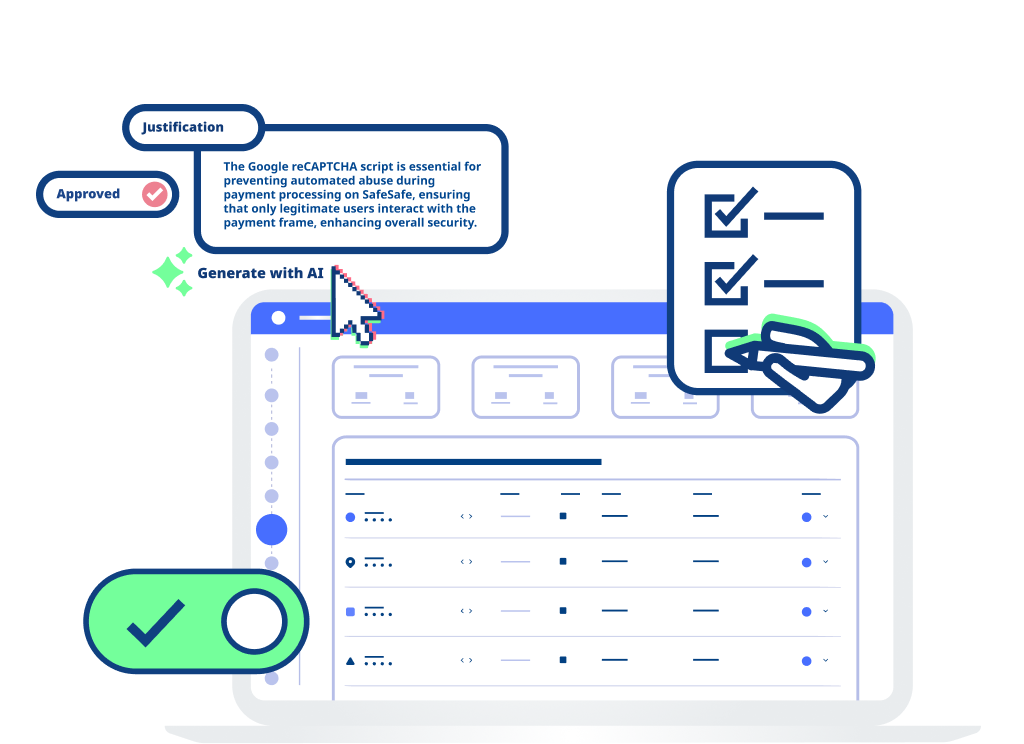 Justification
The Google reCAPTCHA script is essential for
preventing automated abuse during
payment processing on SafeSafe, ensuring
that only legitimate users interact with the
payment frame, enhancing overall security.
Approved
Generate with AI